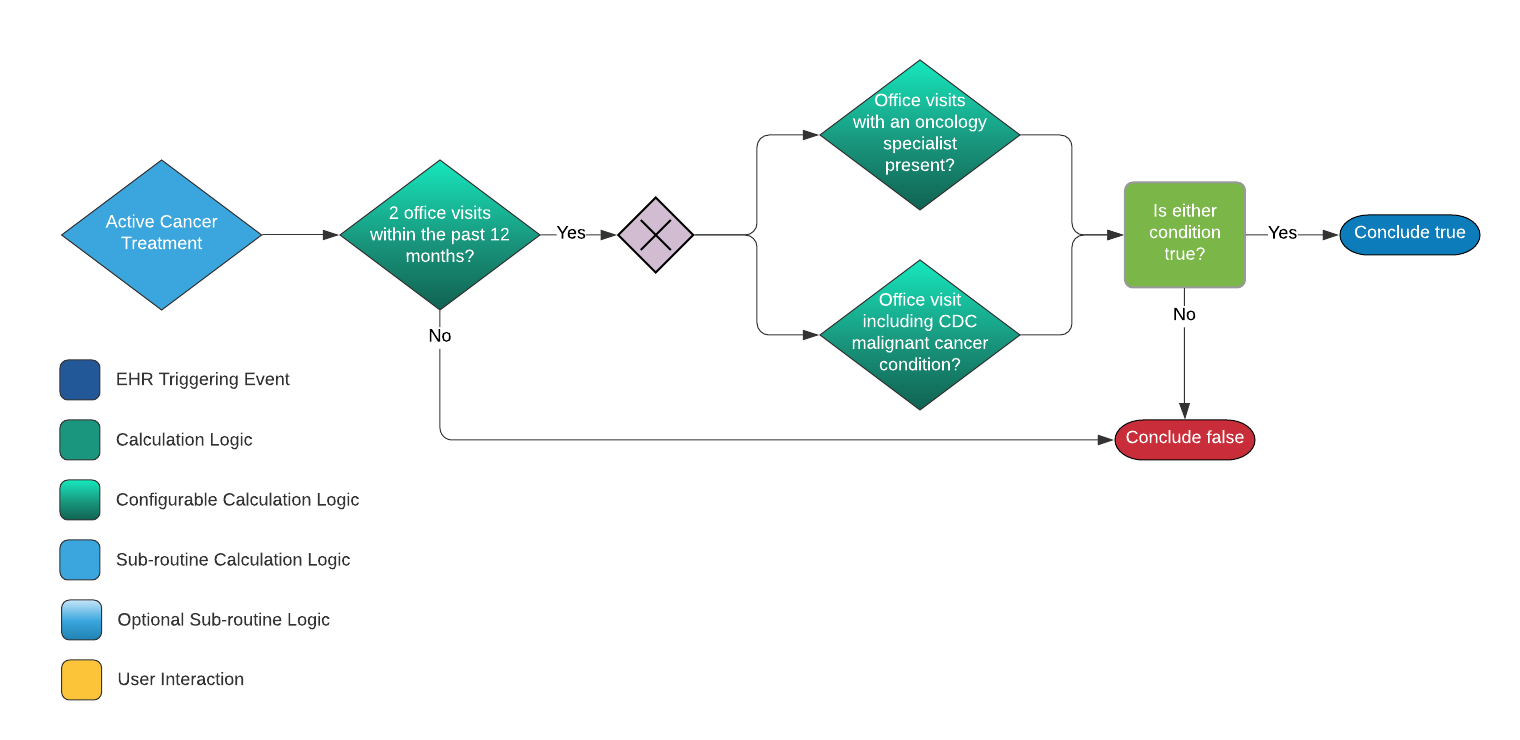 Active Cancer
Treatment
2 office visits
within the past 12
months?
Yes
No
Office visits
with an oncology
specialist
present?
Office visit
including CDC
malignant cancer
condition?
Is either
condition
true?
Yes
Conclude true
No
Conclude false
EHR Triggering Event
Calculation Logic
Configurable Calculation Logic
Sub-routine Calculation Logic
Optional Sub-routine Logic
User Interaction